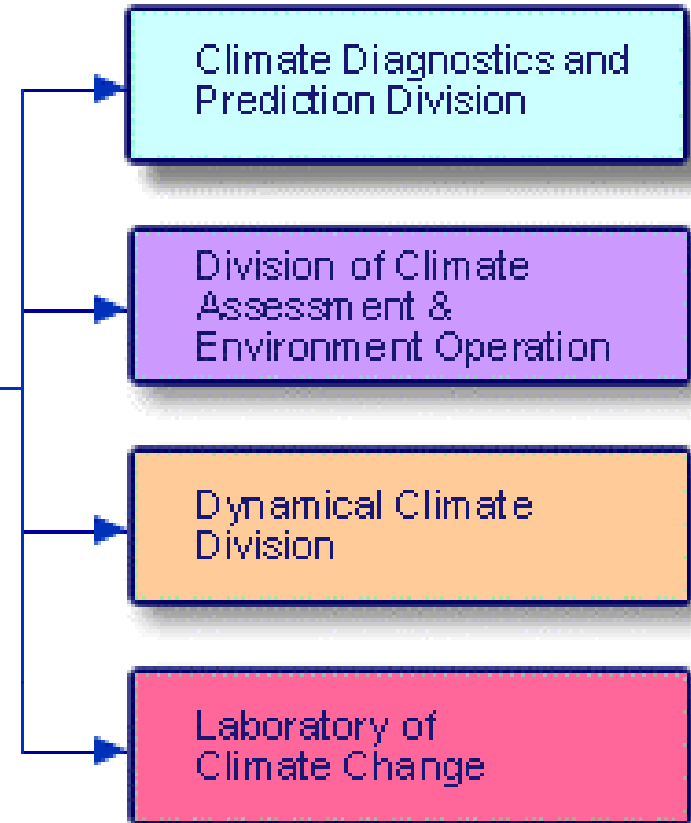 Climate Diagnostics and
Prediction Division
Division of Climate
Assessment &
Environment Operation
Dynamical Climate
Division
Laboratory of
Climate Change